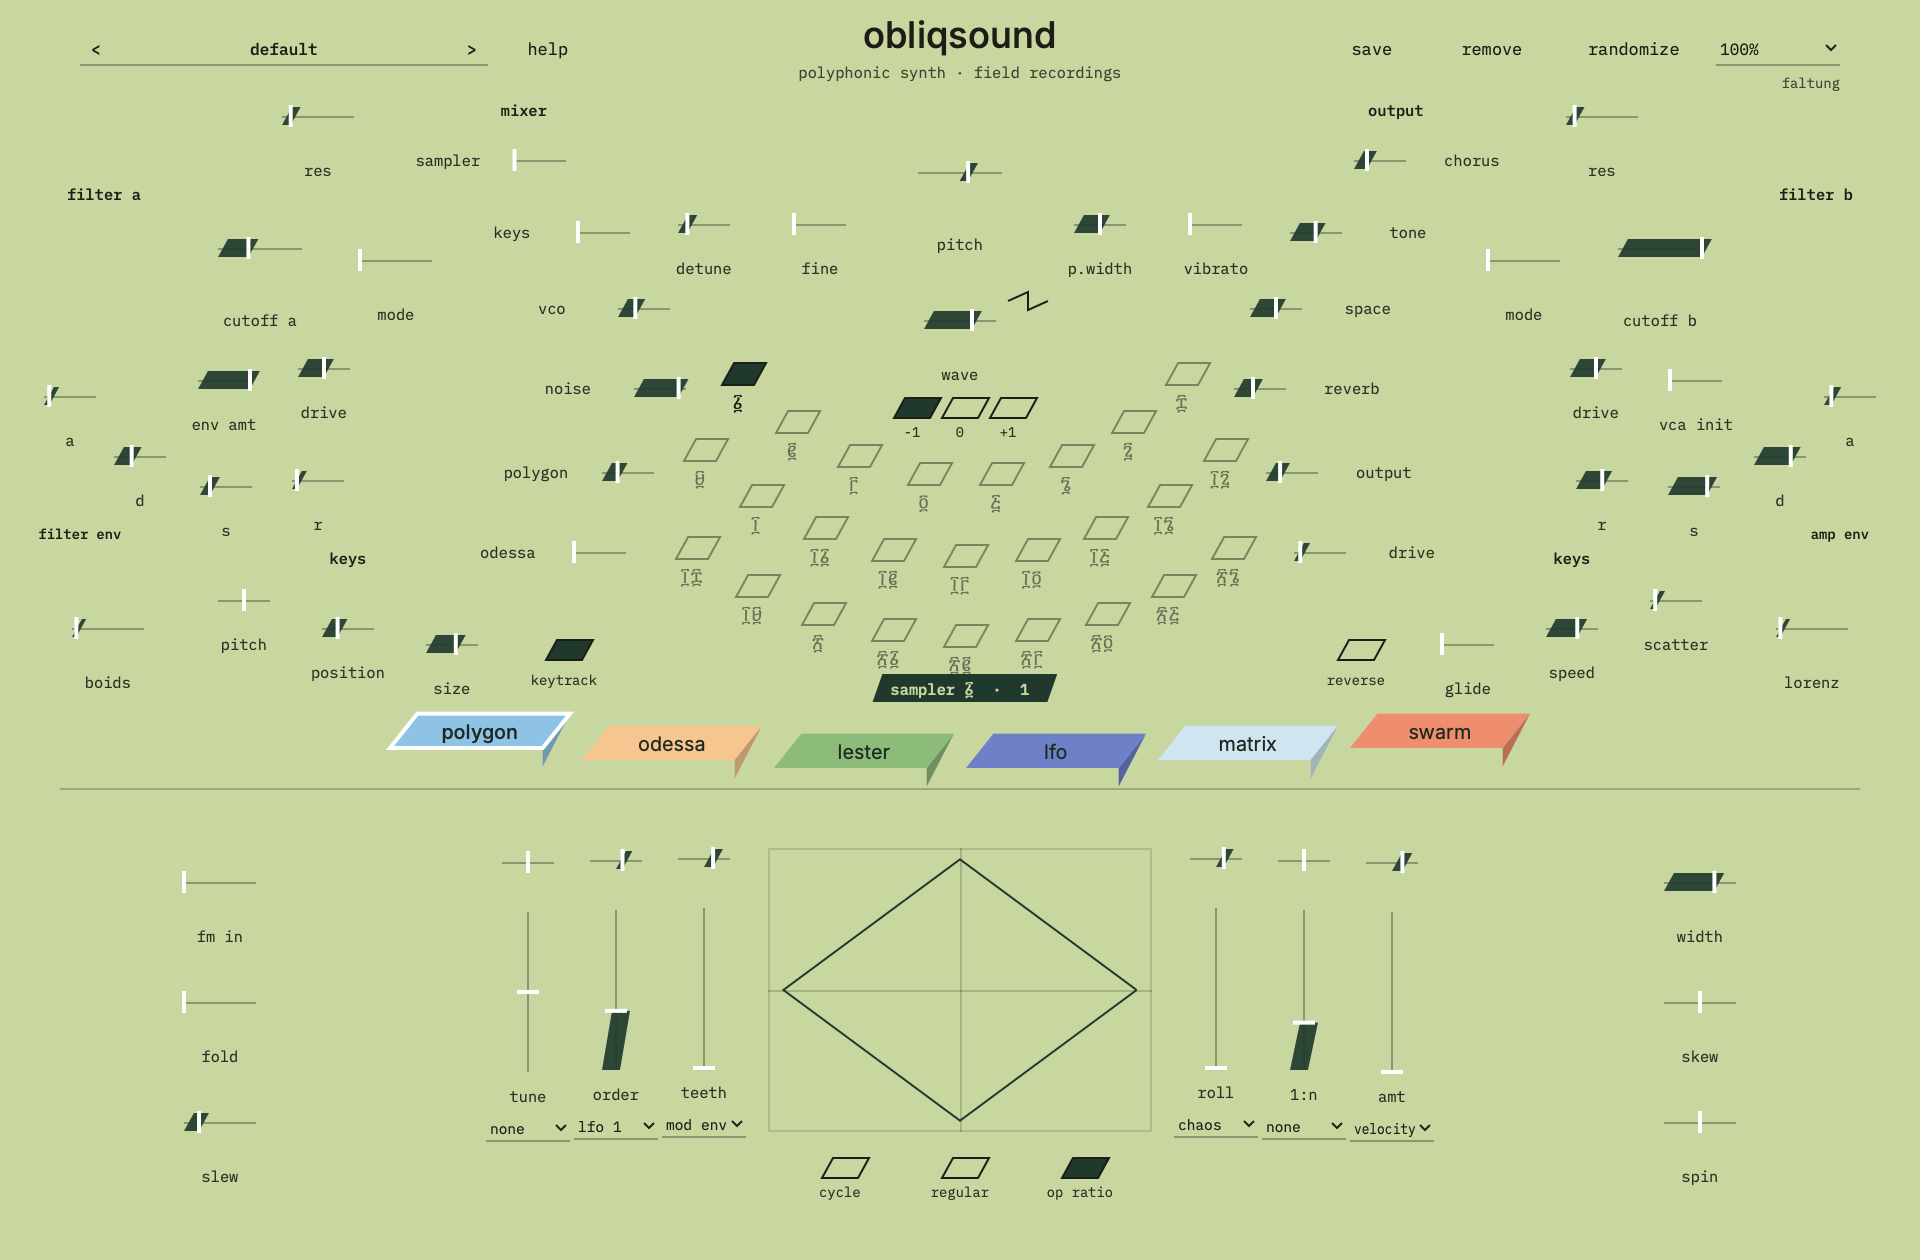 obliqsound
< default > help
save remove randomize 100%
polyphonic synth · field recordings
faltung
mixer
output
res
sampler
chorus
res
filter a
filter b
keys
pitch
tone
detune
fine
p.width
vibrato
cutoff a
mode
vco
space
mode
cutoff b
noise
wave
reverb
env amt
drive
drive
vca init
-1 0 +1
a
a
polygon
output
d
s
r
r
s
d
filter env
amp env
odessa
drive
keys
keys
pitch
scatter
position
speed
boids
size
keytrack
reverse
glide
lorenz
sampler · 1
polygon
odessa
lester
lfo
matrix
swarm
fm in
width
fold
skew
tune
order
teeth
roll
1:n
amt
none
lfo 1
mod env
chaos
none
velocity
slew
spin
cycle
regular
op ratio